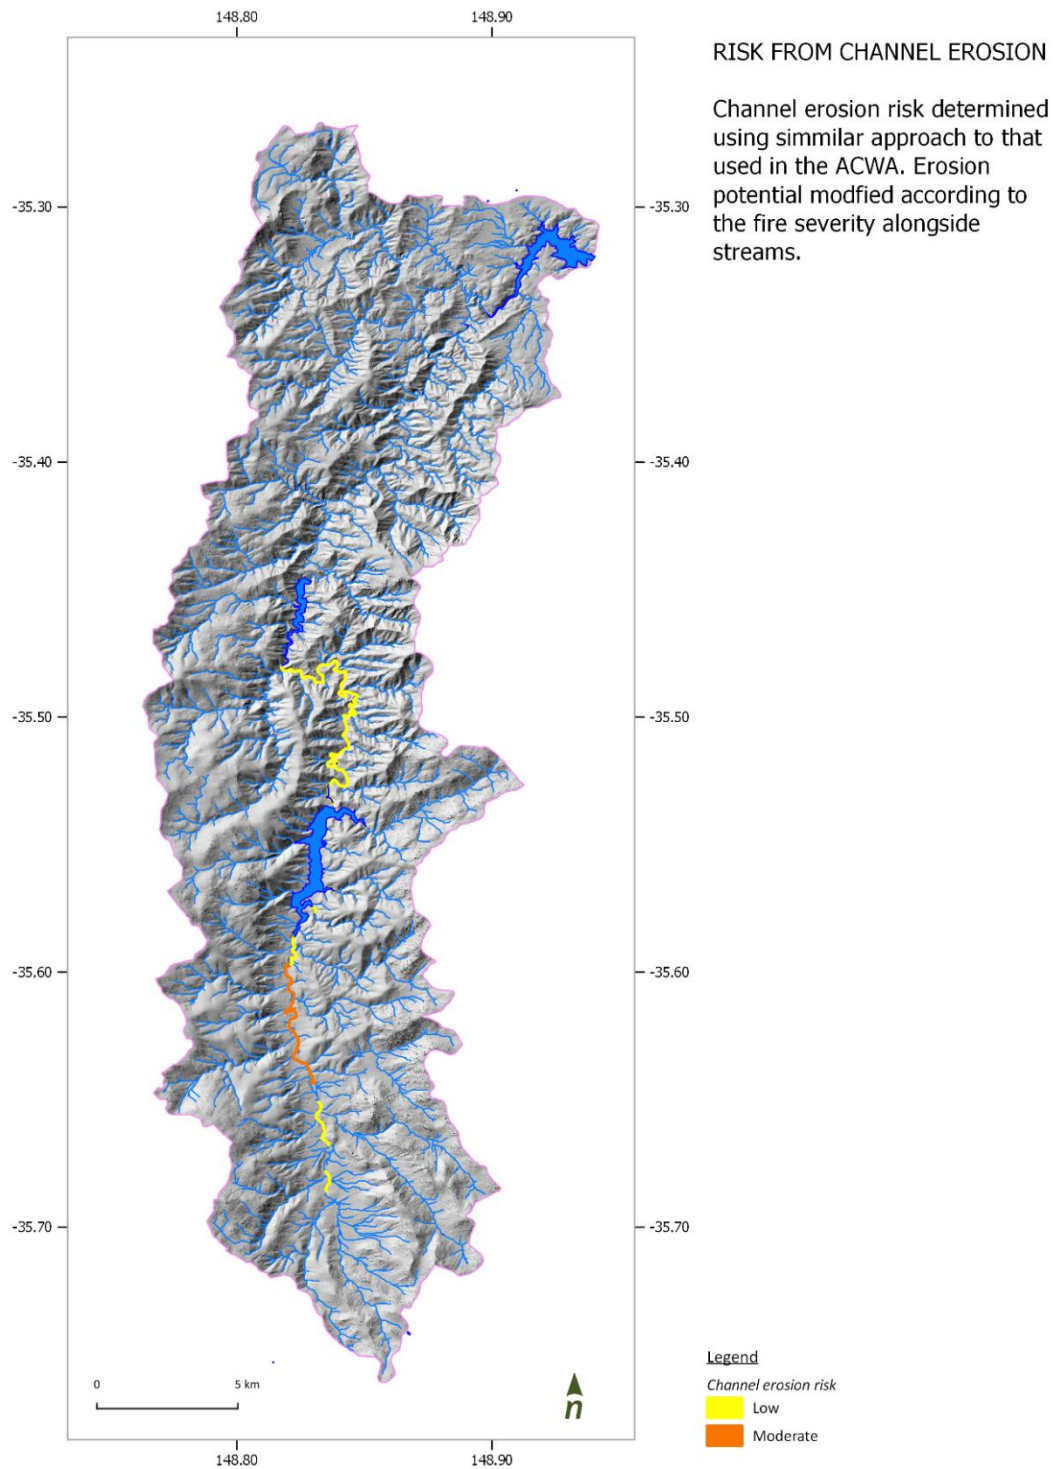 148.80 148.90
RISK FROM CHANNEL EROSION
Channel erosion risk determined
using simmilar approach to that
used in the ACWA. Erosion
potential modfied according to
the fire severity alongside
streams.
-35.30 -35.30
-35.40 -35.40
-35.50 -35.50
-35.60 -35.60
-35.70 -35.70
0 5 km
n
Legend
Channel erosion risk
Low
Moderate
148.80 148.90